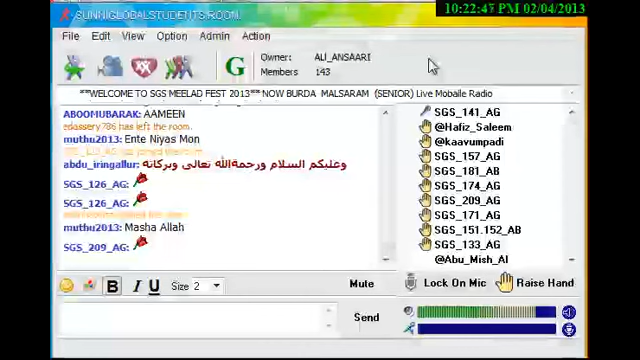 SUNNIGLOBALSTUDENTS ROOM
10:22:47 PM 02/04/2013
File Edit View Option Admin Action
G
Owner: ALI_ANSAARI
Members 143
**WELCOME TO SGS MEELAD FEST 2013** NOW BURDA MALSARAM (SENIOR) Live Mobaile Radio
ABOOMUBARAK: AAMEEN
edassery786 has left the room.
muthu2013: Ente Niyas Mon
abdu_iringallur: وعليكم السلام ورحمةالله تعالى وبركاته
SGS_126_AG:
SGS_126_AG:
muthu2013: Masha Allah
SGS_209_AG:
SGS_141_AG
@Hafiz_Saleem
@kaavumpadi
SGS_157_AG
SGS_181_AB
SGS_174_AG
SGS_209_AG
SGS_171_AG
SGS_151.152_AB
SGS_133_AG
@Abu_Mish_Al
B I U Size 2 Mute
Lock On Mic Raise Hand
Send